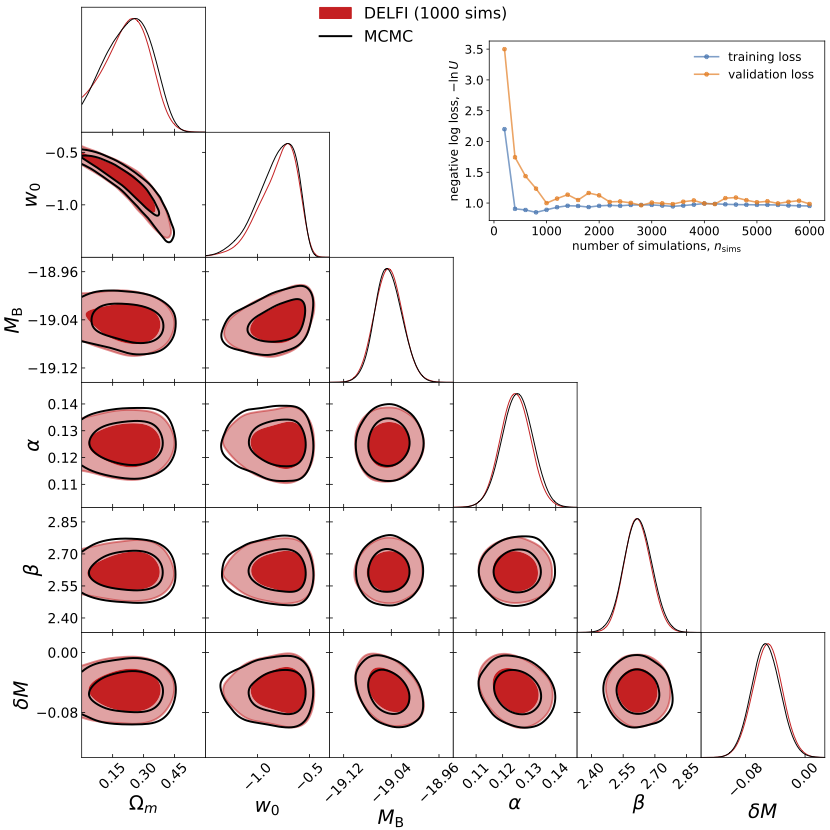 DELFI (1000 sims)
MCMC
training loss
validation loss
negative log loss, −ln U
3.5
3.0
2.5
2.0
1.5
1.0
0 1000 2000 3000 4000 5000 6000
number of simulations, n_sims
w₀
−0.5
−1.0
M_B
−18.96
−19.04
−19.12
α
0.14
0.13
0.12
0.11
β
2.85
2.70
2.55
2.40
δM
0.00
−0.08
0.15 0.30 0.45
−1.0 −0.5
−19.12 −19.04 −18.96
0.11 0.12 0.13 0.14
2.40 2.55 2.70 2.85
−0.08 0.00
Ω_m w₀ M_B α β δM